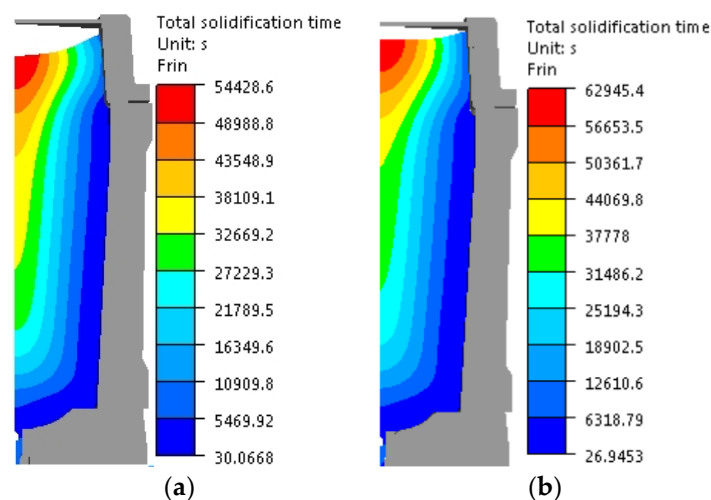 Total solidification time
Unit: s
Frin
54428.6
48988.8
43548.9
38109.1
32669.2
27229.3
21789.5
16349.6
10909.8
5469.92
30.0668
(a)
Total solidification time
Unit: s
Frin
62945.4
56653.5
50361.7
44069.8
37778
31486.2
25194.3
18902.5
12610.6
6318.79
26.9453
(b)